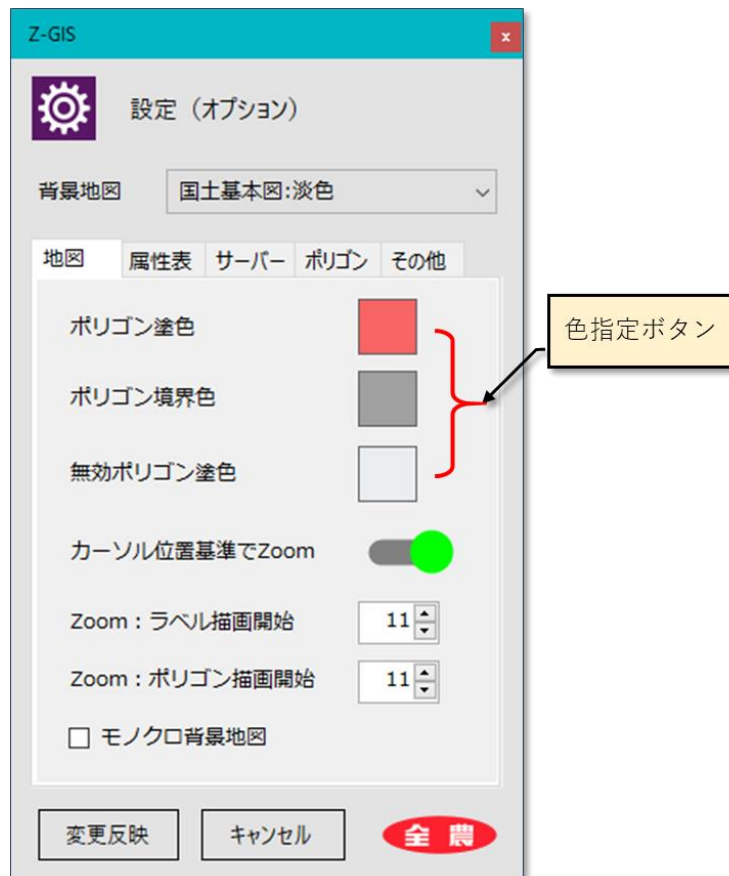 Z-GIS
x
設定（オプション）
背景地図 国土基本図:淡色
地図 属性表 サーバー ポリゴン その他
ポリゴン塗色
色指定ボタン
ポリゴン境界色
無効ポリゴン塗色
カーソル位置基準でZoom
Zoom：ラベル描画開始 11
Zoom：ポリゴン描画開始 11
モノクロ背景地図
変更反映 キャンセル 全農